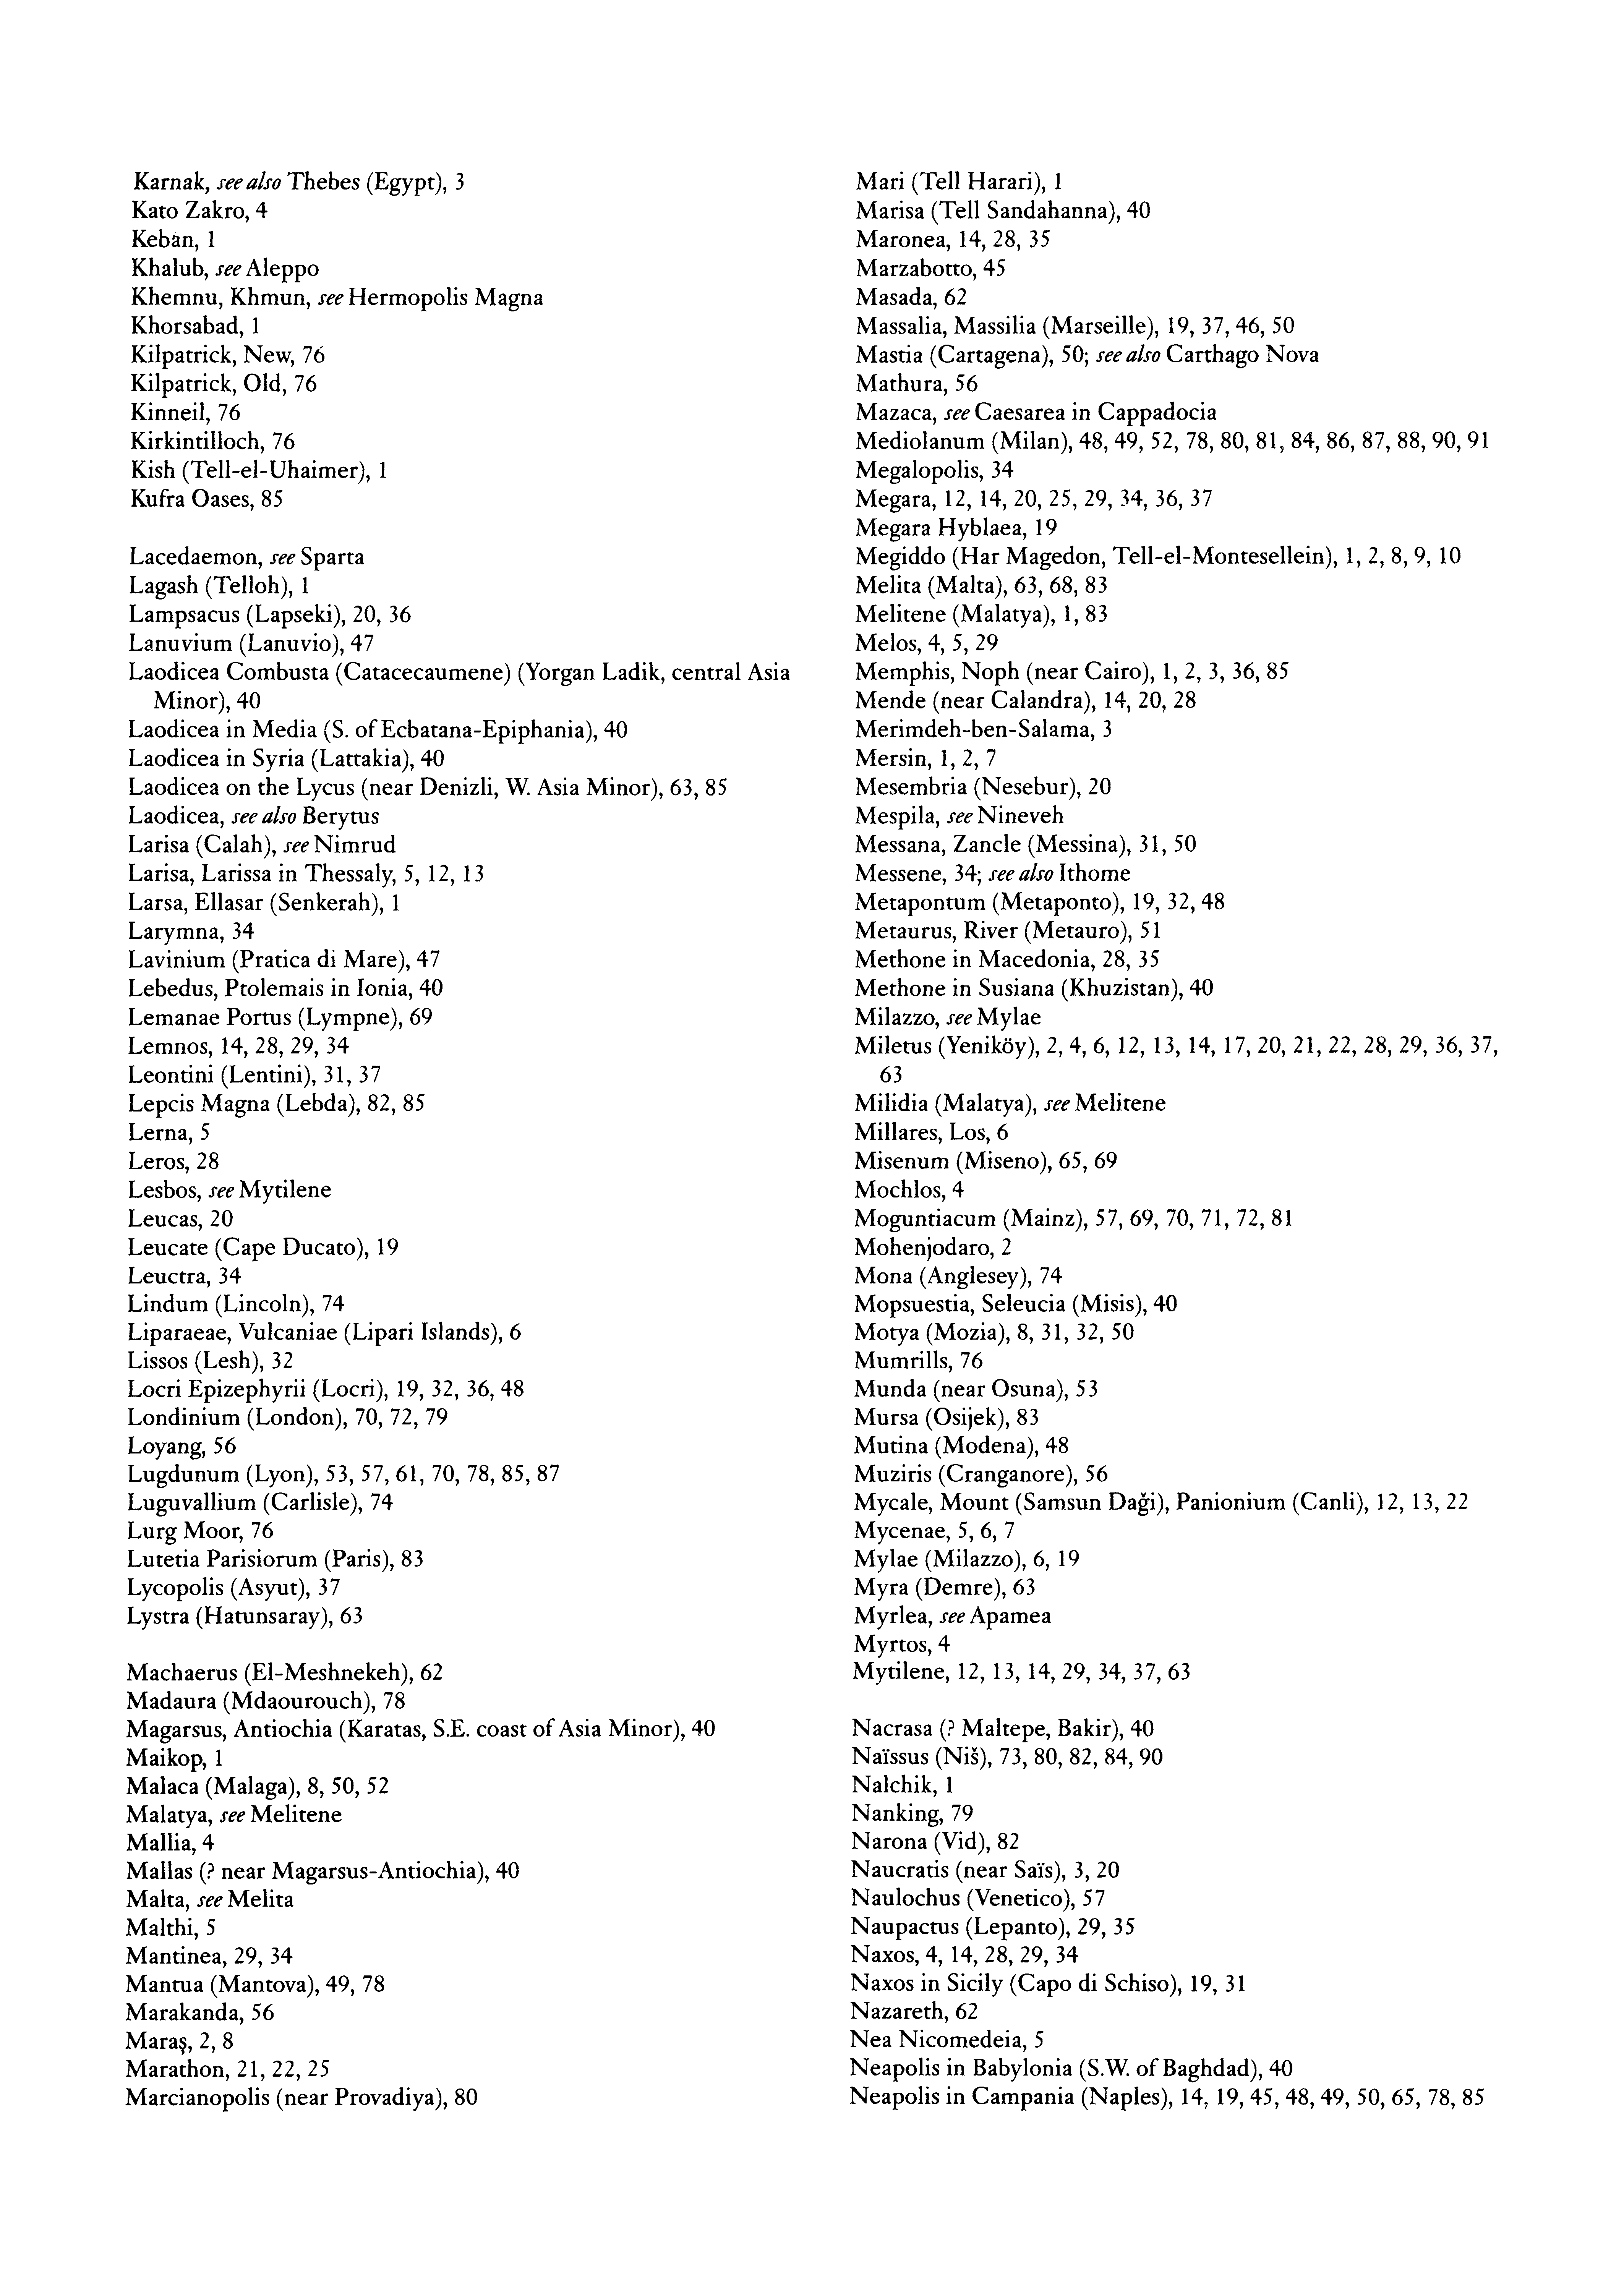 Karnak, see also Thebes (Egypt), 3
Kato Zakro, 4
Keban, 1
Khalub, see Aleppo
Khemnu, Khmun, see Hermopolis Magna
Khorsabad, 1
Kilpatrick, New, 76
Kilpatrick, Old, 76
Kinneil, 76
Kirkintilloch, 76
Kish (Tell-el-Uhaimer), 1
Kufra Oases, 85
Lacedaemon, see Sparta
Lagash (Telloh), 1
Lampsacus (Lapseki), 20, 36
Lanuvium (Lanuvio), 47
Laodicea Combusta (Catacecaumene) (Yorgan Ladik, central Asia
Minor), 40
Laodicea in Media (S. of Ecbatana-Epiphania), 40
Laodicea in Syria (Lattakia), 40
Laodicea on the Lycus (near Denizli, W. Asia Minor), 63, 85
Laodicea, see also Berytus
Larisa (Calah), see Nimrud
Larisa, Larissa in Thessaly, 5, 12, 13
Larsa, Ellasar (Senkerah), 1
Larymna, 34
Lavinium (Pratica di Mare), 47
Lebedus, Ptolemais in Ionia, 40
Lemanae Portus (Lympne), 69
Lemnos, 14, 28, 29, 34
Leontini (Lentini), 31, 37
Lepcis Magna (Lebda), 82, 85
Lerna, 5
Leros, 28
Lesbos, see Mytilene
Leucas, 20
Leucate (Cape Ducato), 19
Leuctra, 34
Lindum (Lincoln), 74
Liparaeae, Vulcaniae (Lipari Islands), 6
Lissos (Lesh), 32
Locri Epizephyrii (Locri), 19, 32, 36, 48
Londinium (London), 70, 72, 79
Loyang, 56
Lugdunum (Lyon), 53, 57, 61, 70, 78, 85, 87
Luguvallium (Carlisle), 74
Lurg Moor, 76
Lutetia Parisiorum (Paris), 83
Lycopolis (Asyut), 37
Lystra (Hatunsaray), 63
Machaerus (El-Meshnekeh), 62
Madaura (Mdaourouch), 78
Magarsus, Antiochia (Karatas, S.E. coast of Asia Minor), 40
Maikop, 1
Malaca (Malaga), 8, 50, 52
Malatya, see Melitene
Mallia, 4
Mallas (? near Magarsus-Antiochia), 40
Malta, see Melita
Malthi, 5
Mantinea, 29, 34
Mantua (Mantova), 49, 78
Marakanda, 56
Maraş, 2, 8
Marathon, 21, 22, 25
Marcianopolis (near Provadiya), 80
Mari (Tell Harari), 1
Marisa (Tell Sandahanna), 40
Maronea, 14, 28, 35
Marzabotto, 45
Masada, 62
Massalia, Massilia (Marseille), 19, 37, 46, 50
Mastia (Cartagena), 50; see also Carthago Nova
Mathura, 56
Mazaca, see Caesarea in Cappadocia
Mediolanum (Milan), 48, 49, 52, 78, 80, 81, 84, 86, 87, 88, 90, 91
Megalopolis, 34
Megara, 12, 14, 20, 25, 29, 34, 36, 37
Megara Hyblaea, 19
Megiddo (Har Magedon, Tell-el-Montesellein), 1, 2, 8, 9, 10
Melita (Malta), 63, 68, 83
Melitene (Malatya), 1, 83
Melos, 4, 5, 29
Memphis, Noph (near Cairo), 1, 2, 3, 36, 85
Mende (near Calandra), 14, 20, 28
Merimdeh-ben-Salama, 3
Mersin, 1, 2, 7
Mesembria (Nesebur), 20
Mespila, see Nineveh
Messana, Zancle (Messina), 31, 50
Messene, 34; see also Ithome
Metapontum (Metaponto), 19, 32, 48
Metaurus, River (Metauro), 51
Methone in Macedonia, 28, 35
Methone in Susiana (Khuzistan), 40
Milazzo, see Mylae
Miletus (Yeniköy), 2, 4, 6, 12, 13, 14, 17, 20, 21, 22, 28, 29, 36, 37,
63
Milidia (Malatya), see Melitene
Millares, Los, 6
Misenum (Miseno), 65, 69
Mochlos, 4
Moguntiacum (Mainz), 57, 69, 70, 71, 72, 81
Mohenjodaro, 2
Mona (Anglesey), 74
Mopsuestia, Seleucia (Misis), 40
Motya (Mozia), 8, 31, 32, 50
Mumrills, 76
Munda (near Osuna), 53
Mursa (Osijek), 83
Mutina (Modena), 48
Muziris (Cranganore), 56
Mycale, Mount (Samsun Daği), Panionium (Canli), 12, 13, 22
Mycenae, 5, 6, 7
Mylae (Milazzo), 6, 19
Myra (Demre), 63
Myrlea, see Apamea
Myrtos, 4
Mytilene, 12, 13, 14, 29, 34, 37, 63
Nacrasa (? Maltepe, Bakir), 40
Naïssus (Niš), 73, 80, 82, 84, 90
Nalchik, 1
Nanking, 79
Narona (Vid), 82
Naucratis (near Saïs), 3, 20
Naulochus (Venetico), 57
Naupactus (Lepanto), 29, 35
Naxos, 4, 14, 28, 29, 34
Naxos in Sicily (Capo di Schiso), 19, 31
Nazareth, 62
Nea Nicomedeia, 5
Neapolis in Babylonia (S.W. of Baghdad), 40
Neapolis in Campania (Naples), 14, 19, 45, 48, 49, 50, 65, 78, 85